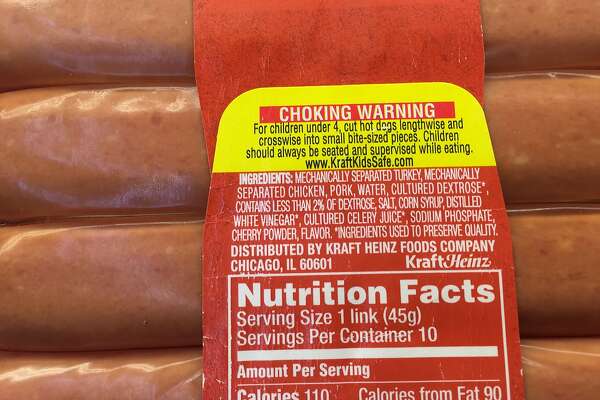 CHOKING WARNING
For children under 4, cut hot dogs lengthwise and
crosswise into small bite-sized pieces. Children
should always be seated and supervised while eating.
www.KraftKidsSafe.com
INGREDIENTS: MECHANICALLY SEPARATED TURKEY, MECHANICALLY
SEPARATED CHICKEN, PORK, WATER, CULTURED DEXTROSE*,
CONTAINS LESS THAN 2% OF DEXTROSE, SALT, CORN SYRUP, DISTILLED
WHITE VINEGAR*, CULTURED CELERY JUICE*, SODIUM PHOSPHATE,
CHERRY POWDER, FLAVOR. *INGREDIENTS USED TO PRESERVE QUALITY.
DISTRIBUTED BY KRAFT HEINZ FOODS COMPANY
CHICAGO, IL 60601 KraftHeinz
Nutrition Facts
Serving Size 1 link (45g)
Servings Per Container 10
Amount Per Serving
Calories 110 Calories from Fat 90